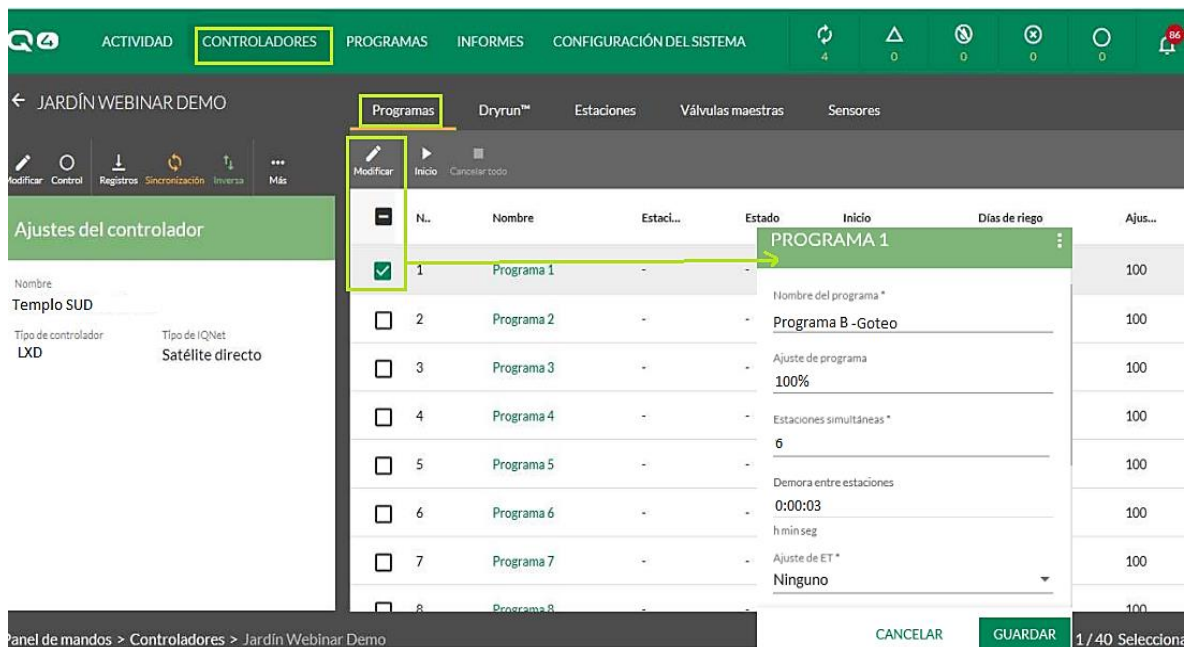 Q4 ACTIVIDAD CONTROLADORES PROGRAMAS INFORMES CONFIGURACIÓN DEL SISTEMA
4 0 0 0 0 86
← JARDÍN WEBINAR DEMO
Programas Dryrun™ Estaciones Válvulas maestras Sensores
Modificar Control Registros Sincronización Inversa Más
Modificar Inicio Cancelar todo
Ajustes del controlador
Nombre
Templo SUD
Tipo de controlador Tipo de IQNet
LXD Satélite directo
N.. Nombre Estaci... Estado Inicio Días de riego Ajus...
1 Programa 1 - - 100
2 Programa 2 - - 100
3 Programa 3 - - 100
4 Programa 4 - - 100
5 Programa 5 - - 100
6 Programa 6 - - 100
7 Programa 7 - - 100
8 Programa 8 100
PROGRAMA 1
Nombre del programa *
Programa B -Goteo
Ajuste de programa
100%
Estaciones simultáneas *
6
Demora entre estaciones
0:00:03
h min seg
Ajuste de ET *
Ninguno
CANCELAR GUARDAR
Panel de mandos > Controladores > Jardín Webinar Demo
1 / 40 Selecciona